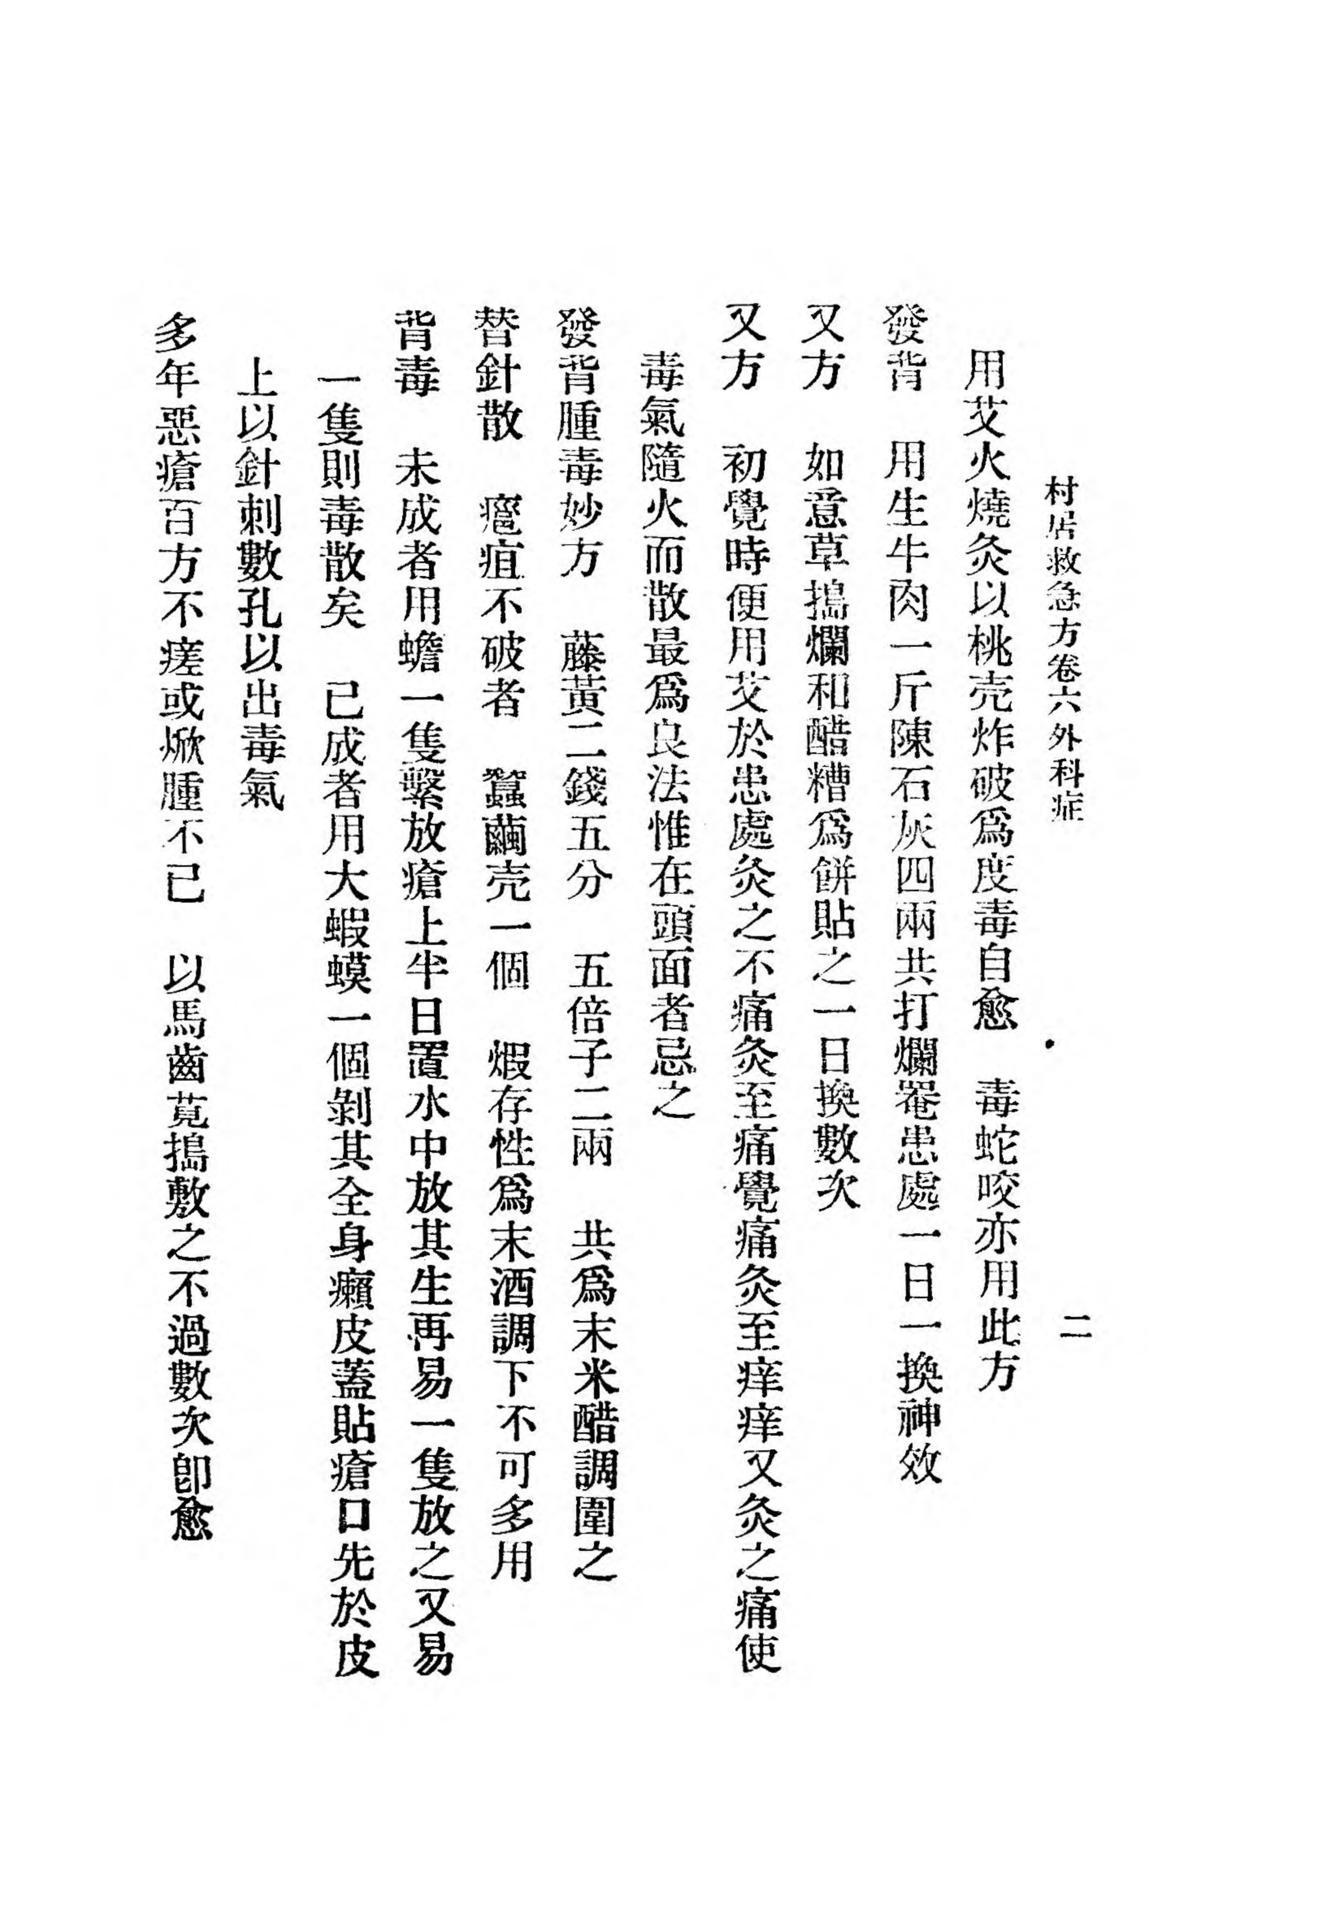 村居救急方卷六外科症　二
用艾火燒灸以桃壳炸破爲度毒自愈　毒蛇咬亦用此方
發背　用生牛肉一斤陳石灰四兩共打爛罨患處一日一換神效
又方　如意草搗爛和醋糟爲餅貼之一日換數次
又方　初覺時便用艾於患處灸之不痛灸至痛覺痛灸至痒痒又灸之痛使
毒氣隨火而散最爲良法惟在頭面者忌之
發背腫毒妙方　藤黃二錢五分　五倍子二兩　共爲末米醋調圍之
替針散　癰疽不破者　蠶繭壳一個　煆存性爲末酒調下不可多用
背毒　未成者用蟾一隻繫放瘡上半日置水中放其生再易一隻放之又易
一隻則毒散矣　已成者用大蝦蟆一個剝其全身癩皮蓋貼瘡口先於皮
上以針刺數孔以出毒氣
多年惡瘡百方不瘥或焮腫不已　以馬齒莧搗敷之不過數次卽愈